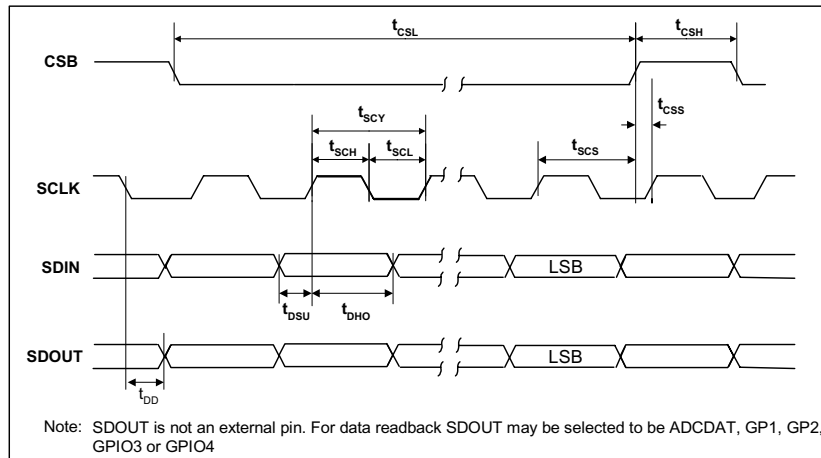 tCSL
tCSH
CSB
tCSS
tSCY
tSCH
tSCL
tSCS
SCLK
SDIN
LSB
tDSU
tDHO
SDOUT
LSB
tDD
Note: SDOUT is not an external pin. For data readback SDOUT may be selected to be ADCDAT, GP1, GP2,
GPIO3 or GPIO4